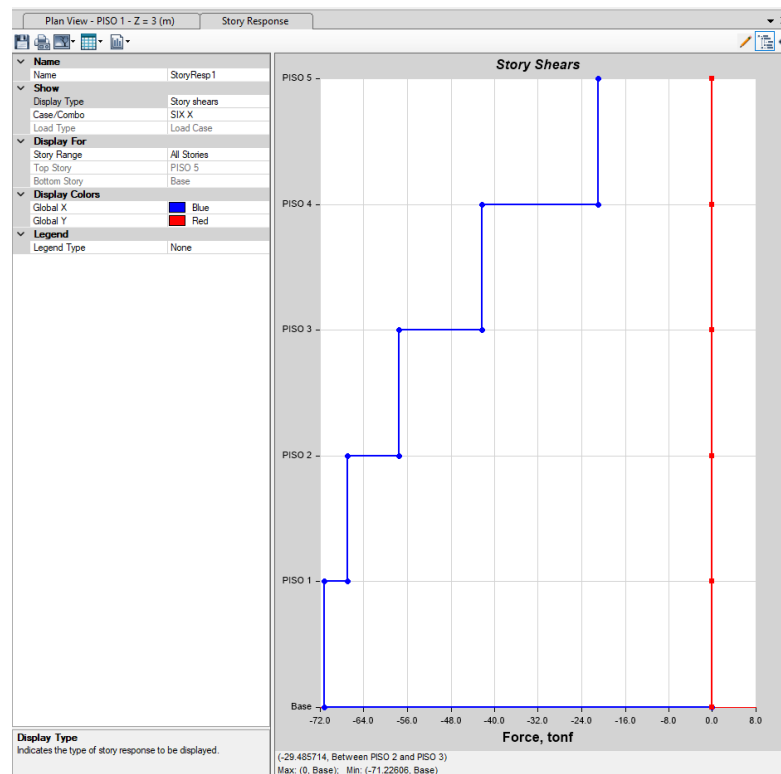 Plan View - PISO 1 - Z = 3 (m) Story Response
Name
Name StoryResp1
Show
Display Type Story shears
Case/Combo SIX X
Load Type Load Case
Display For
Story Range All Stories
Top Story PISO 5
Bottom Story Base
Display Colors
Global X Blue
Global Y Red
Legend
Legend Type None
Display Type
Indicates the type of story response to be displayed.
Story Shears
PISO 5
PISO 4
PISO 3
PISO 2
PISO 1
Base
-72.0 -64.0 -56.0 -48.0 -40.0 -32.0 -24.0 -16.0 -8.0 0.0 8.0
Force, tonf
(-29.485714, Between PISO 2 and PISO 3)
Max: (0, Base); Min: (-71.22606, Base)